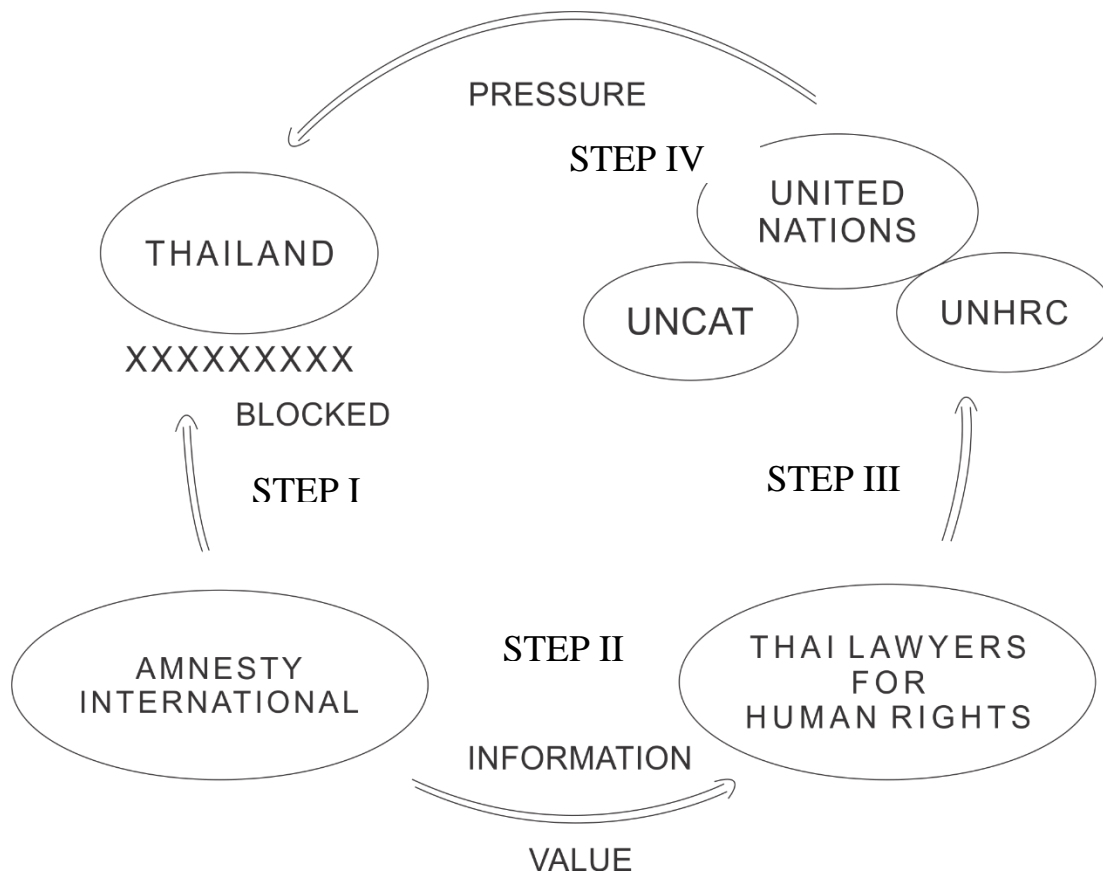 PRESSURE
STEP IV
UNITED
NATIONS
THAILAND
UNCAT
UNHRC
XXXXXXXXX
BLOCKED
STEP I
STEP III
AMNESTY
INTERNATIONAL
STEP II
THAI LAWYERS
FOR
HUMAN RIGHTS
INFORMATION
VALUE